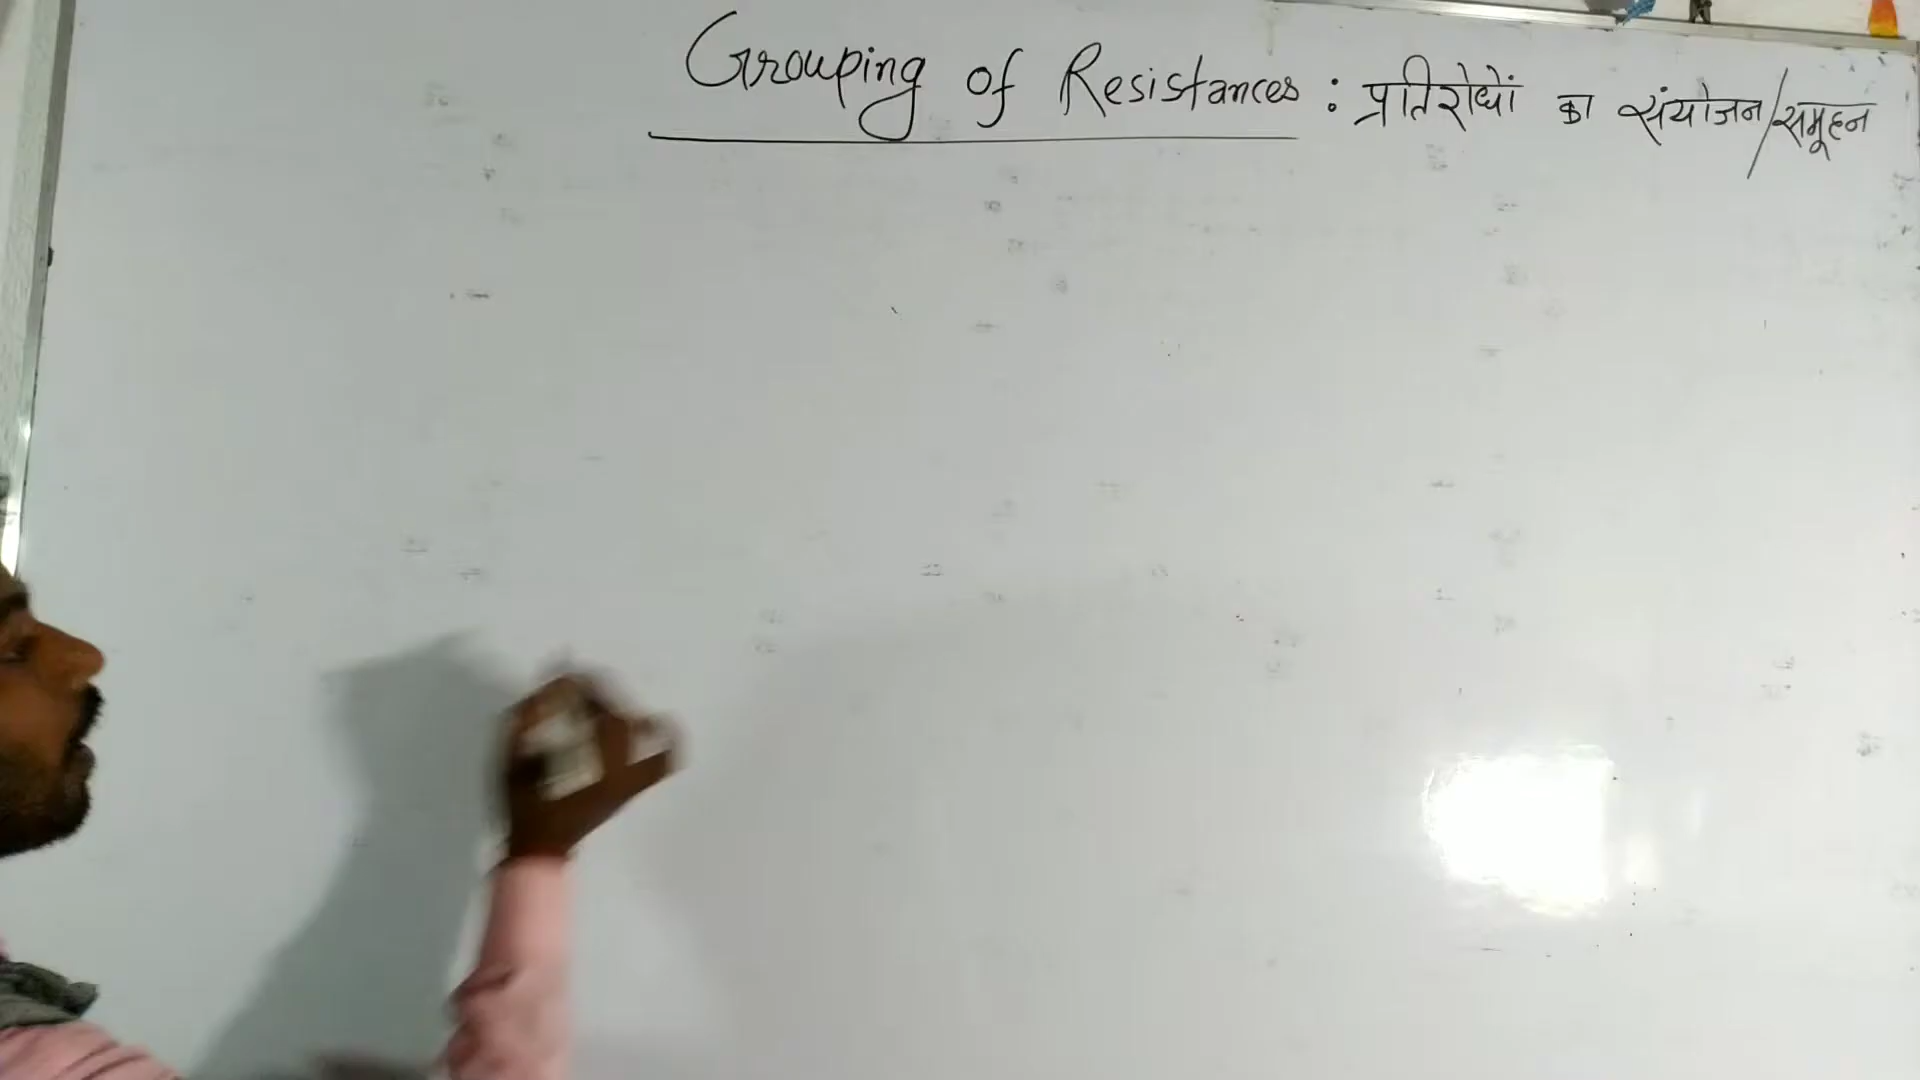 Grouping of Resistances : प्रतिरोधों का संयोजन/समूहन